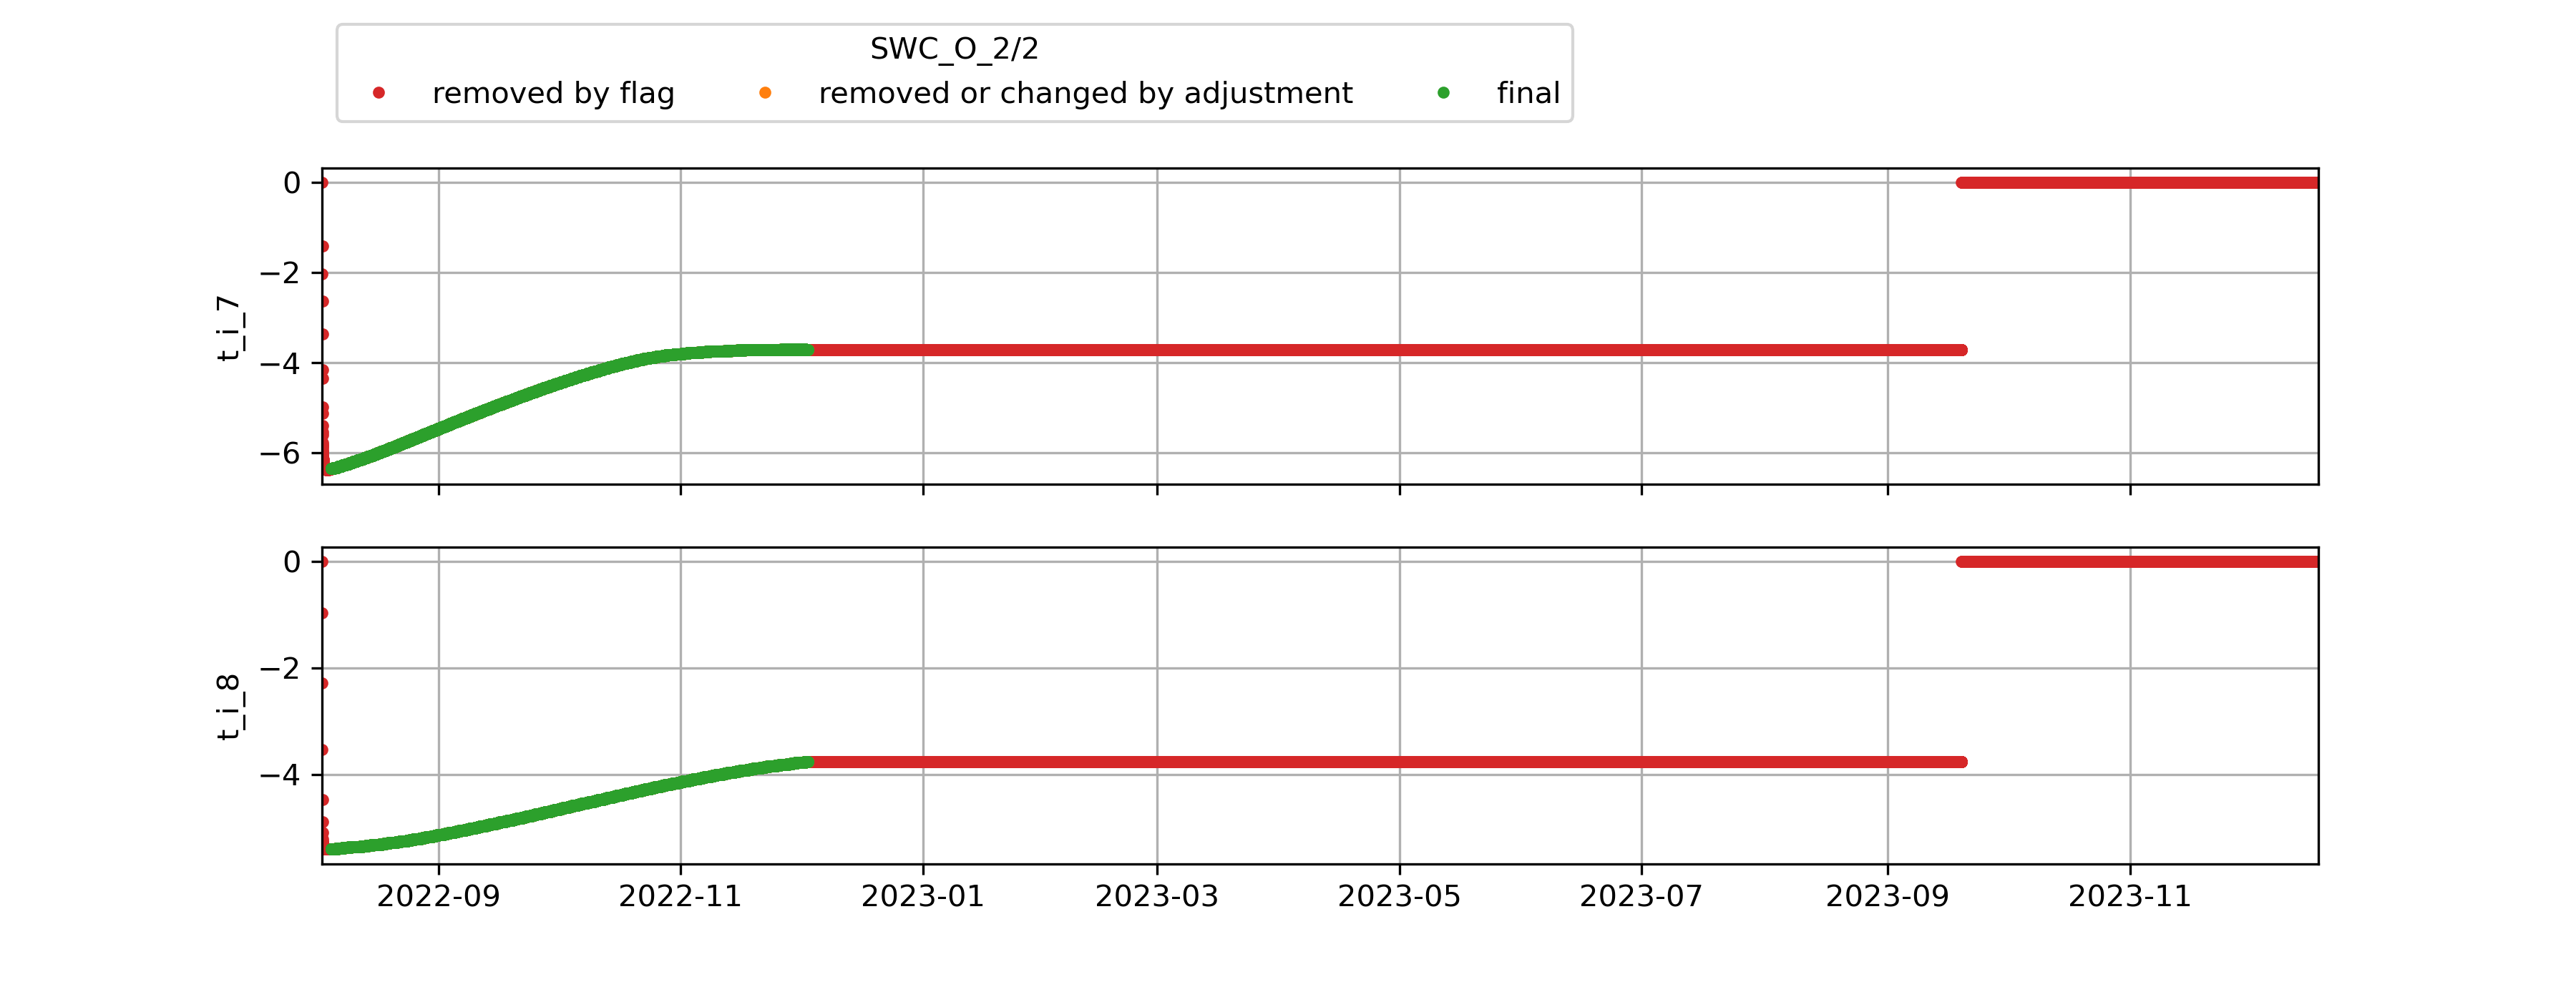 SWC_O_2/2
removed by flag removed or changed by adjustment final
0
−2
−4
−6
t_i_7
0
−2
−4
t_i_8
2022-09 2022-11 2023-01 2023-03 2023-05 2023-07 2023-09 2023-11